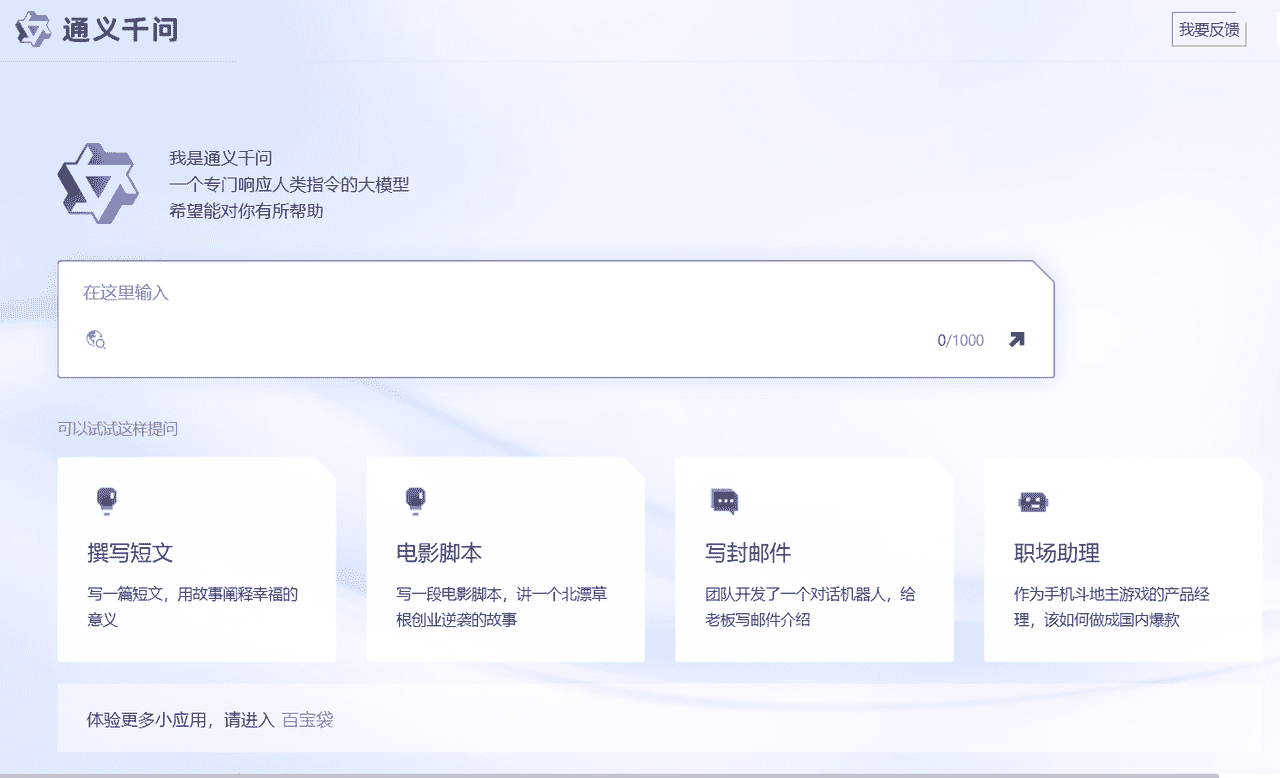 通义千问
我要反馈
我是通义千问
一个专门响应人类指令的大模型
希望能对你有所帮助
在这里输入
0/1000
可以试试这样提问
撰写短文
写一篇短文，用故事阐释幸福的
意义
电影脚本
写一段电影脚本，讲一个北漂草
根创业逆袭的故事
写封邮件
团队开发了一个对话机器人，给
老板写邮件介绍
职场助理
作为手机斗地主游戏的产品经
理，该如何做成国内爆款
体验更多小应用，请进入 百宝袋